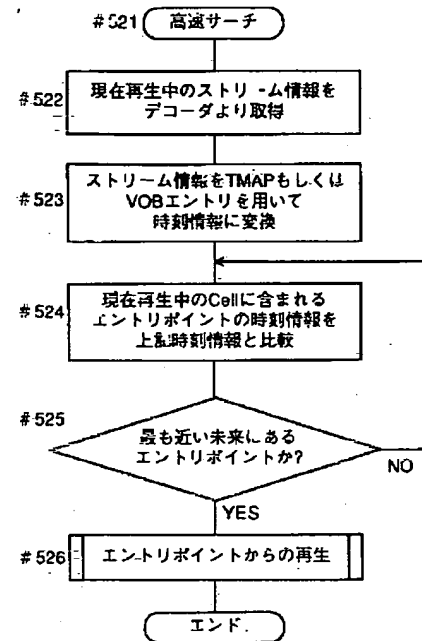 #521 高速サーチ
#522 現在再生中のストリーム情報を
デコーダより取得
#523 ストリーム情報をTMAPもしくは
VOBエントリを用いて
時刻情報に変換
#524 現在再生中のCellに含まれる
エントリポイントの時刻情報を
上記時刻情報と比較
#525
最も近い未来にある
エントリポイントか?
NO
YES
#526 エントリポイントからの再生
エンド